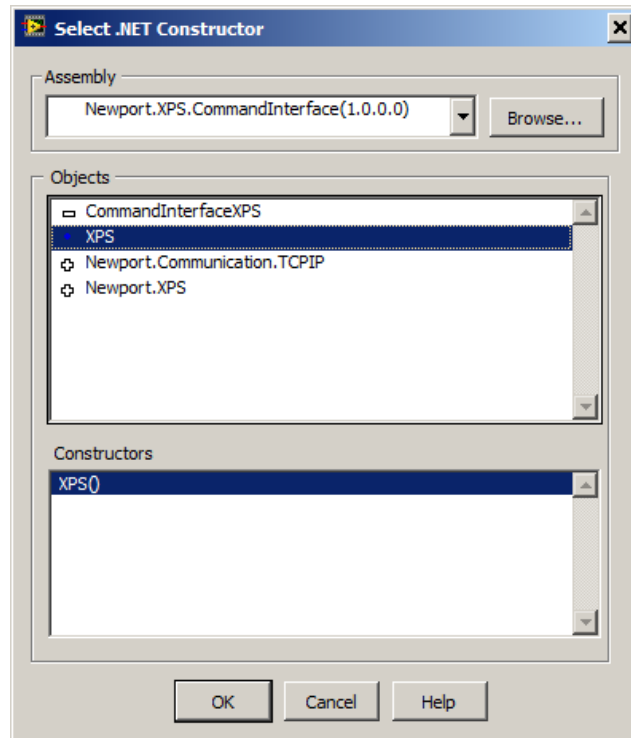 Select .NET Constructor
Assembly
Newport.XPS.CommandInterface(1.0.0.0)
Browse...
Objects
CommandInterfaceXPS
XPS
Newport.Communication.TCPIP
Newport.XPS
Constructors
XPS()
OK Cancel Help